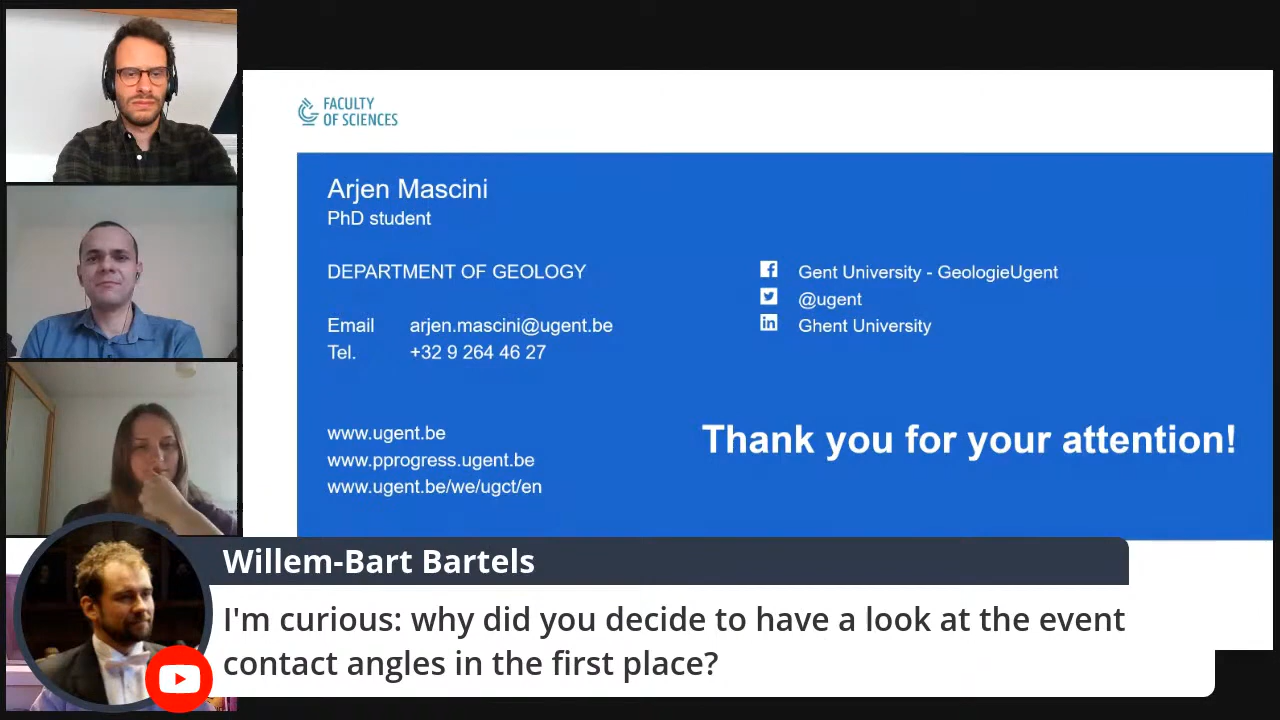 FACULTY
OF SCIENCES
Arjen Mascini
PhD student
DEPARTMENT OF GEOLOGY
Email arjen.mascini@ugent.be
Tel. +32 9 264 46 27
www.ugent.be
www.pprogress.ugent.be
www.ugent.be/we/ugct/en
Gent University - GeologieUgent
@ugent
Ghent University
Thank you for your attention!
Willem-Bart Bartels
I'm curious: why did you decide to have a look at the event
contact angles in the first place?